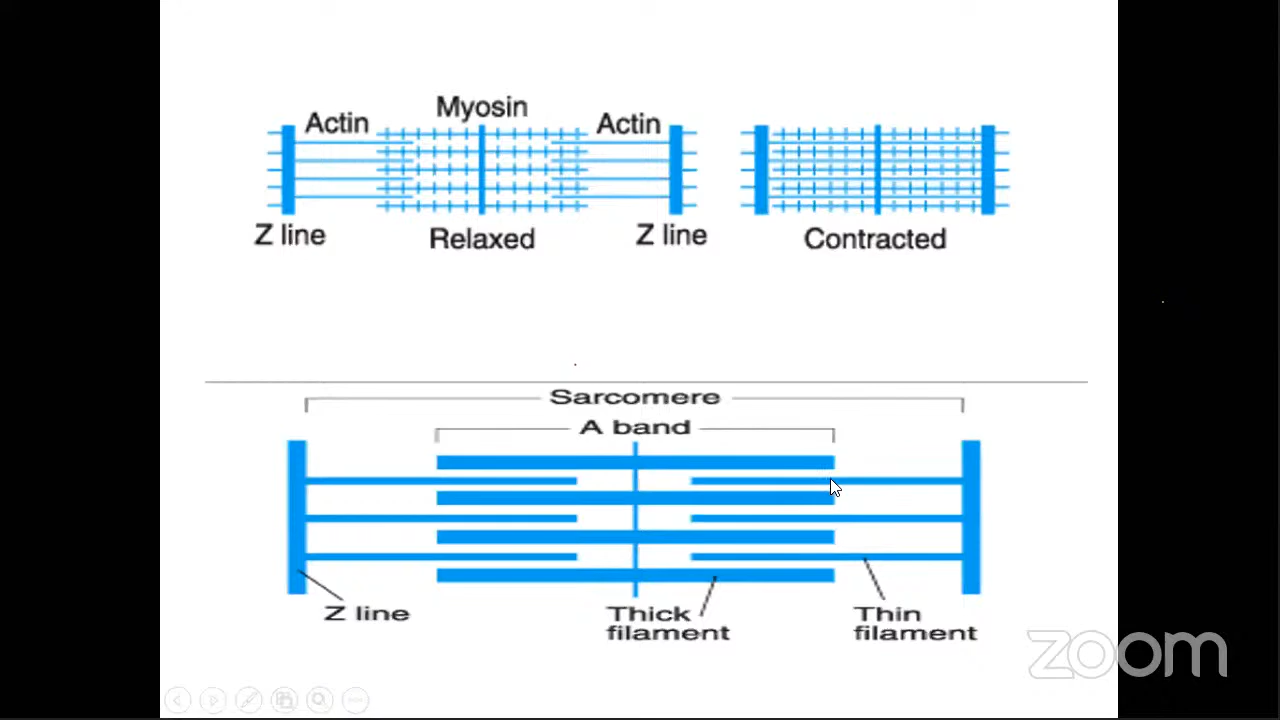 Actin
Myosin
Actin
Z line
Relaxed
Z line
Contracted
Sarcomere
A band
Z line
Thick
filament
Thin
filament
zoom